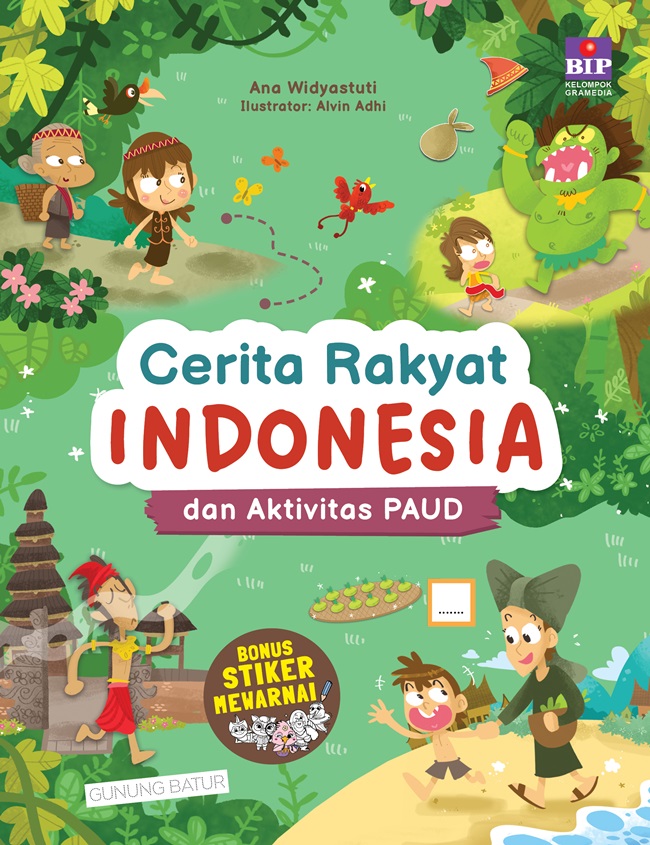 Ana Widyastuti
Ilustrator: Alvin Adhi
BIP
KELOMPOK
GRAMEDIA
Cerita Rakyat
INDONESIA
dan Aktivitas PAUD
.......
BONUS
STIKER
MEWARNAI
GUNUNG BATUR